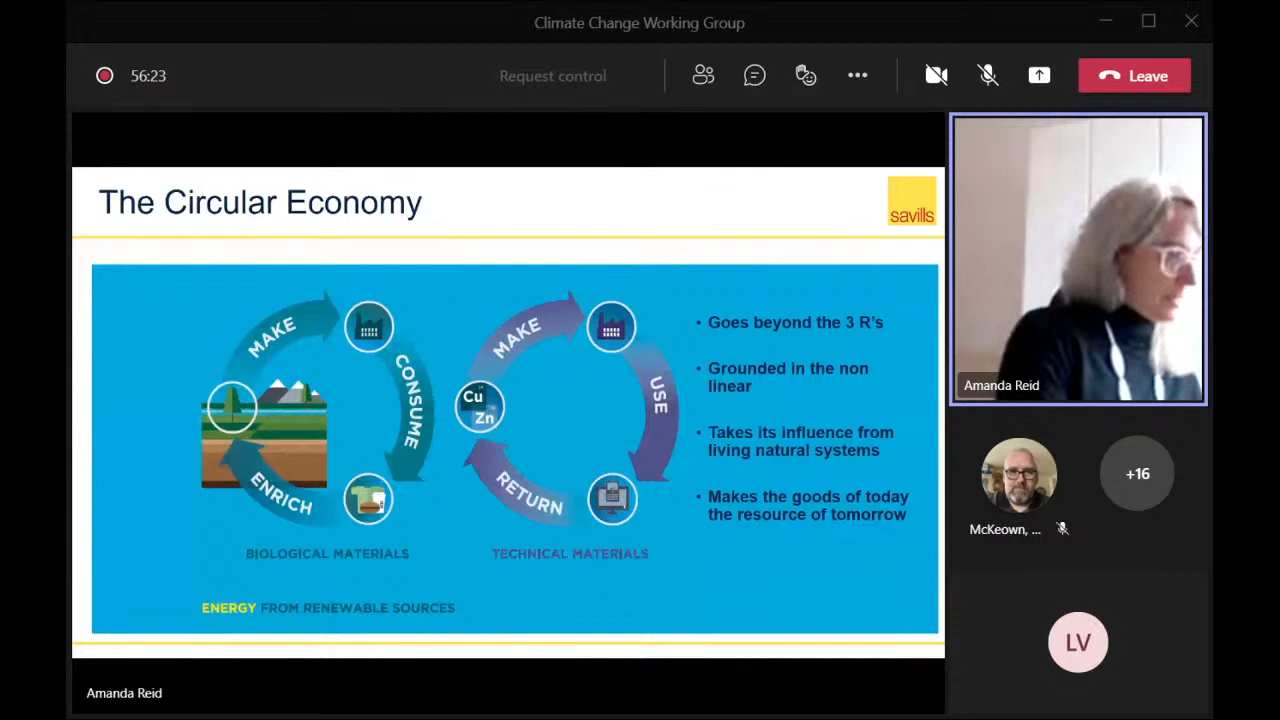 Climate Change Working Group
56:23
Request control
Leave
The Circular Economy
savills
MAKE
CONSUME
ENRICH
BIOLOGICAL MATERIALS
MAKE
USE
RETURN
Cu
Zn
TECHNICAL MATERIALS
ENERGY FROM RENEWABLE SOURCES
• Goes beyond the 3 R's
• Grounded in the non
linear
• Takes its influence from
living natural systems
• Makes the goods of today
the resource of tomorrow
Amanda Reid
McKeown, ...
+16
LV
Amanda Reid